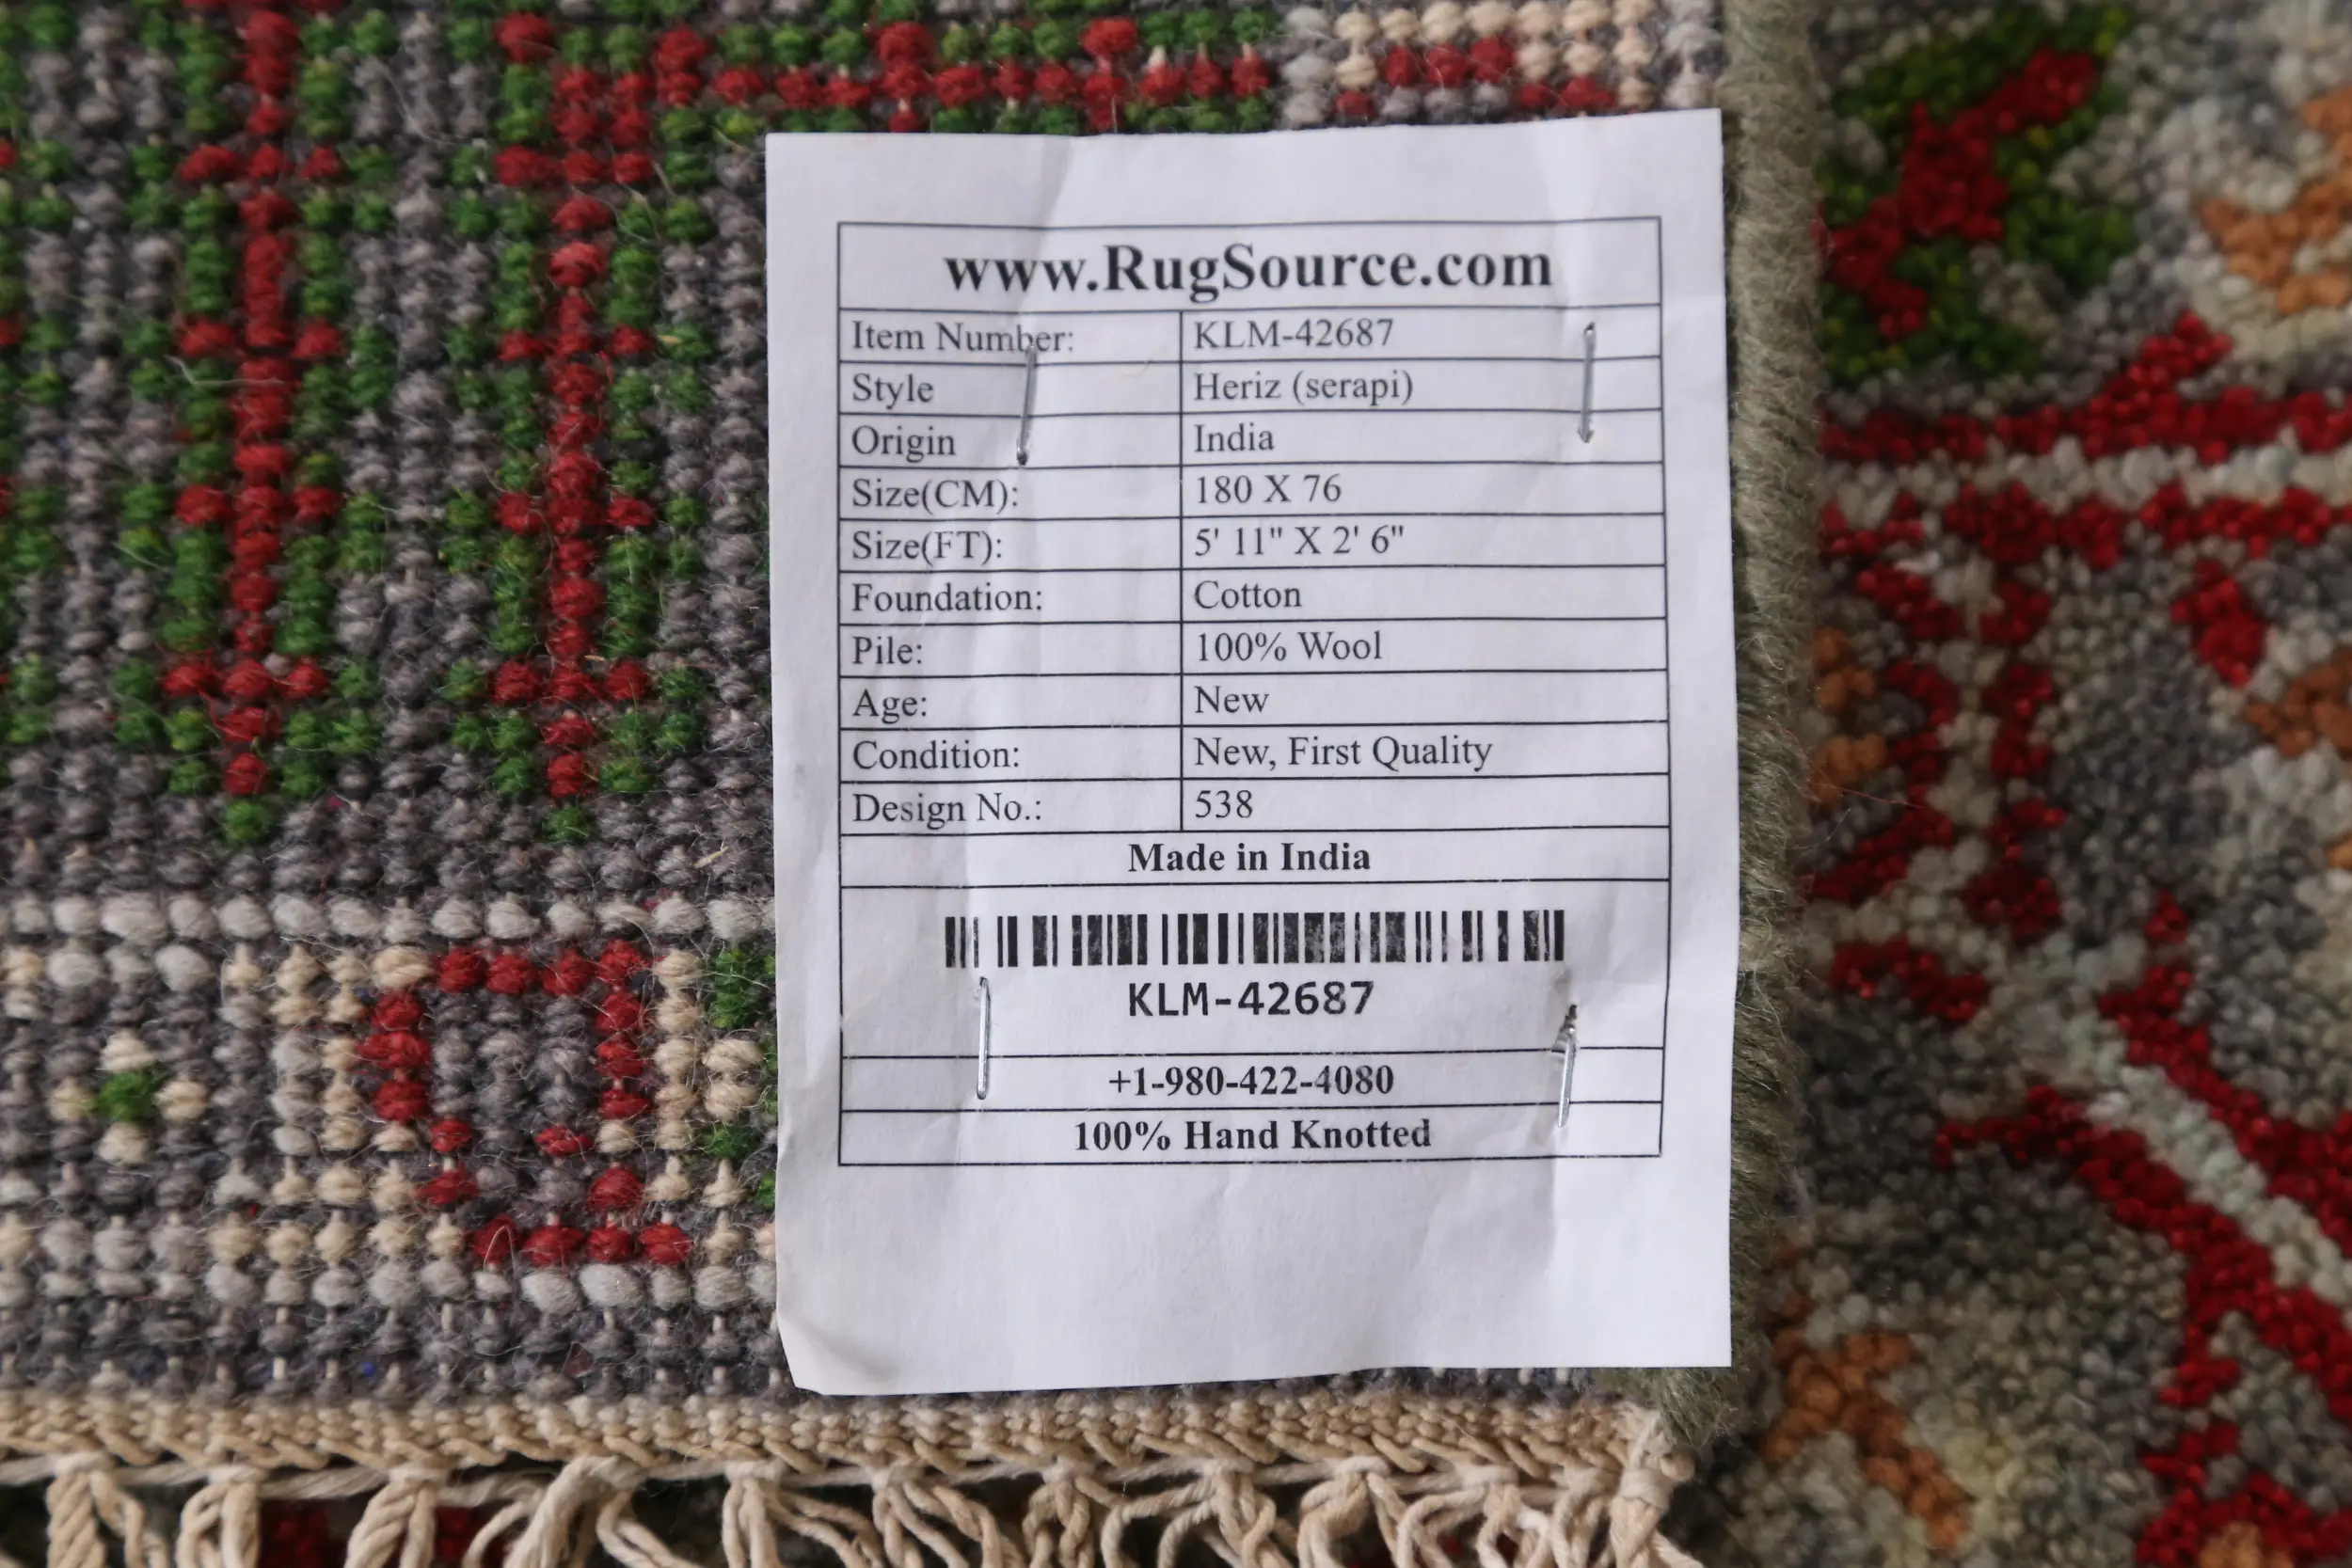 www.RugSource.com
Item Number: KLM-42687
Style Heriz (serapi)
Origin India
Size(CM): 180 X 76
Size(FT): 5' 11" X 2' 6"
Foundation: Cotton
Pile: 100% Wool
Age: New
Condition: New, First Quality
Design No.: 538
Made in India
KLM-42687
+1-980-422-4080
100% Hand Knotted